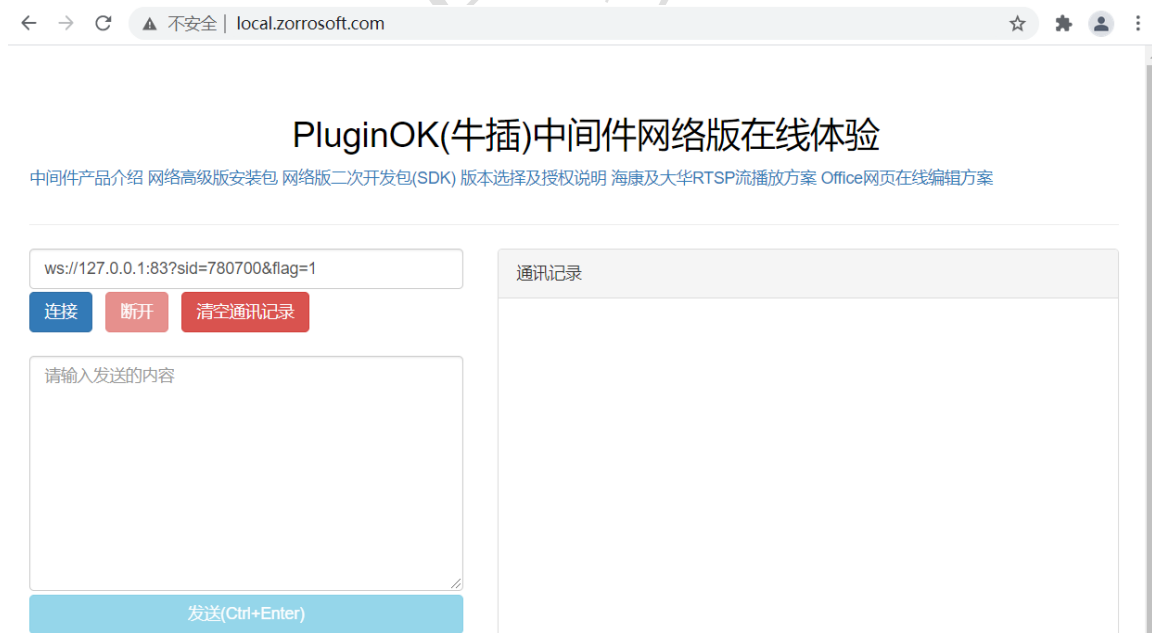 不安全 | local.zorrosoft.com
PluginOK(牛插)中间件网络版在线体验
中间件产品介绍 网络高级版安装包 网络版二次开发包(SDK) 版本选择及授权说明 海康及大华RTSP流播放方案 Office网页在线编辑方案
ws://127.0.0.1:83?sid=780700&flag=1
连接 断开 清空通讯记录
请输入发送的内容
发送(Ctrl+Enter)
通讯记录